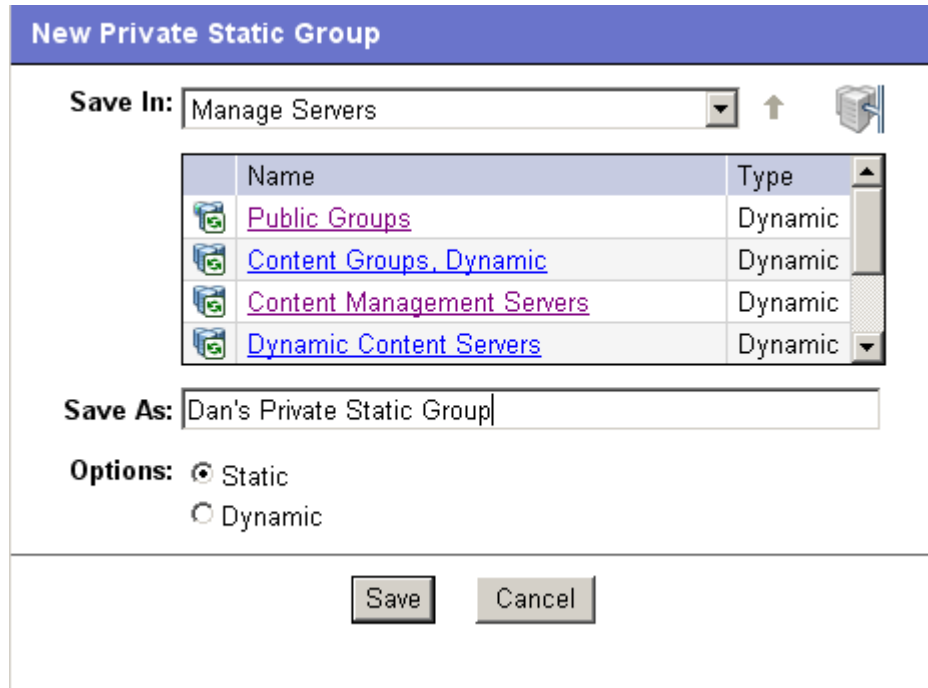 New Private Static Group
Save In: Manage Servers
Name Type
Public Groups Dynamic
Content Groups, Dynamic Dynamic
Content Management Servers Dynamic
Dynamic Content Servers Dynamic
Save As: Dan's Private Static Group
Options: Static
Dynamic
Save Cancel